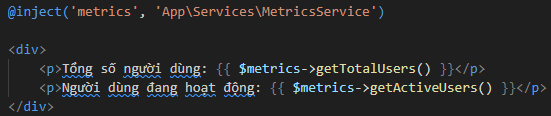 @inject('metrics', 'App\Services\MetricsService')
<div>
<p>Tổng số người dùng: {{ $metrics->getTotalUsers() }}</p>
<p>Người dùng đang hoạt động: {{ $metrics->getActiveUsers() }}</p>
</div>